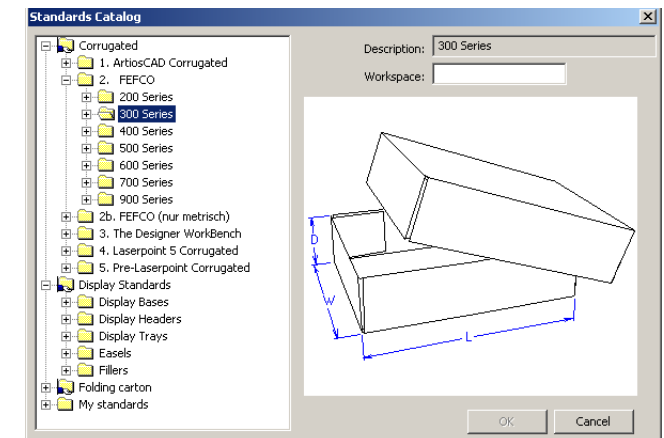 Standards Catalog
Corrugated
1. ArtiosCAD Corrugated
2. FEFCO
200 Series
300 Series
400 Series
500 Series
600 Series
700 Series
900 Series
2b. FEFCO (nur metrisch)
3. The Designer WorkBench
4. Laserpoint 5 Corrugated
5. Pre-Laserpoint Corrugated
Display Standards
Display Bases
Display Headers
Display Trays
Easels
Fillers
Folding carton
My standards
Description: 300 Series
Workspace:
D
W
L
OK Cancel